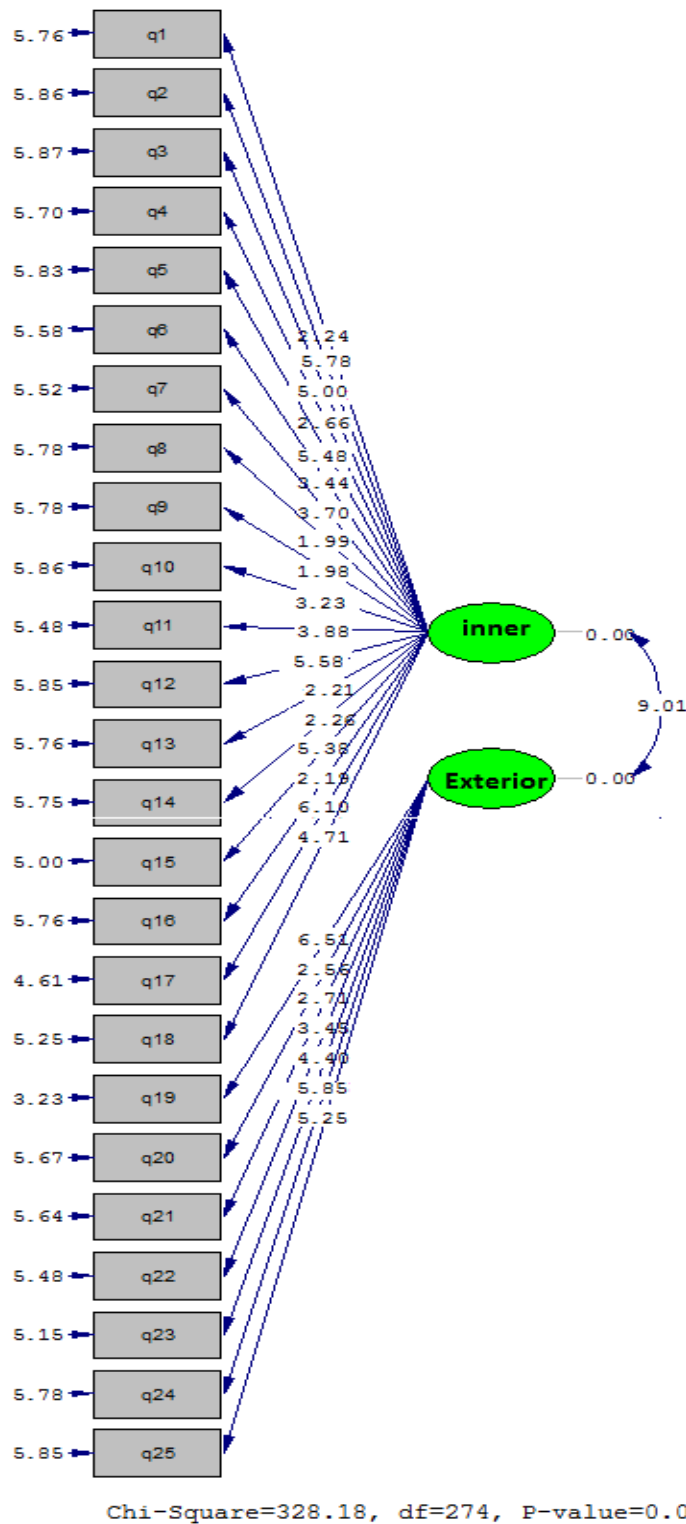 5.76 q1
5.86 q2
5.87 q3
5.70 q4
5.83 q5
5.58 q6
5.52 q7
5.78 q8
5.78 q9
5.86 q10
5.48 q11
5.85 q12
5.76 q13
5.75 q14
5.00 q15
5.76 q16
4.61 q17
5.25 q18
3.23 q19
5.67 q20
5.64 q21
5.48 q22
5.15 q23
5.78 q24
5.85 q25
2.24
5.78
5.00
2.66
5.48
3.44
3.70
1.99
1.98
3.23
3.88
5.58
2.21
2.26
5.38
2.19
6.10
4.71
6.51
2.56
2.71
3.45
4.40
5.85
5.25
inner 0.00
9.01
Exterior 0.00
Chi-Square=328.18, df=274, P-value=0.0